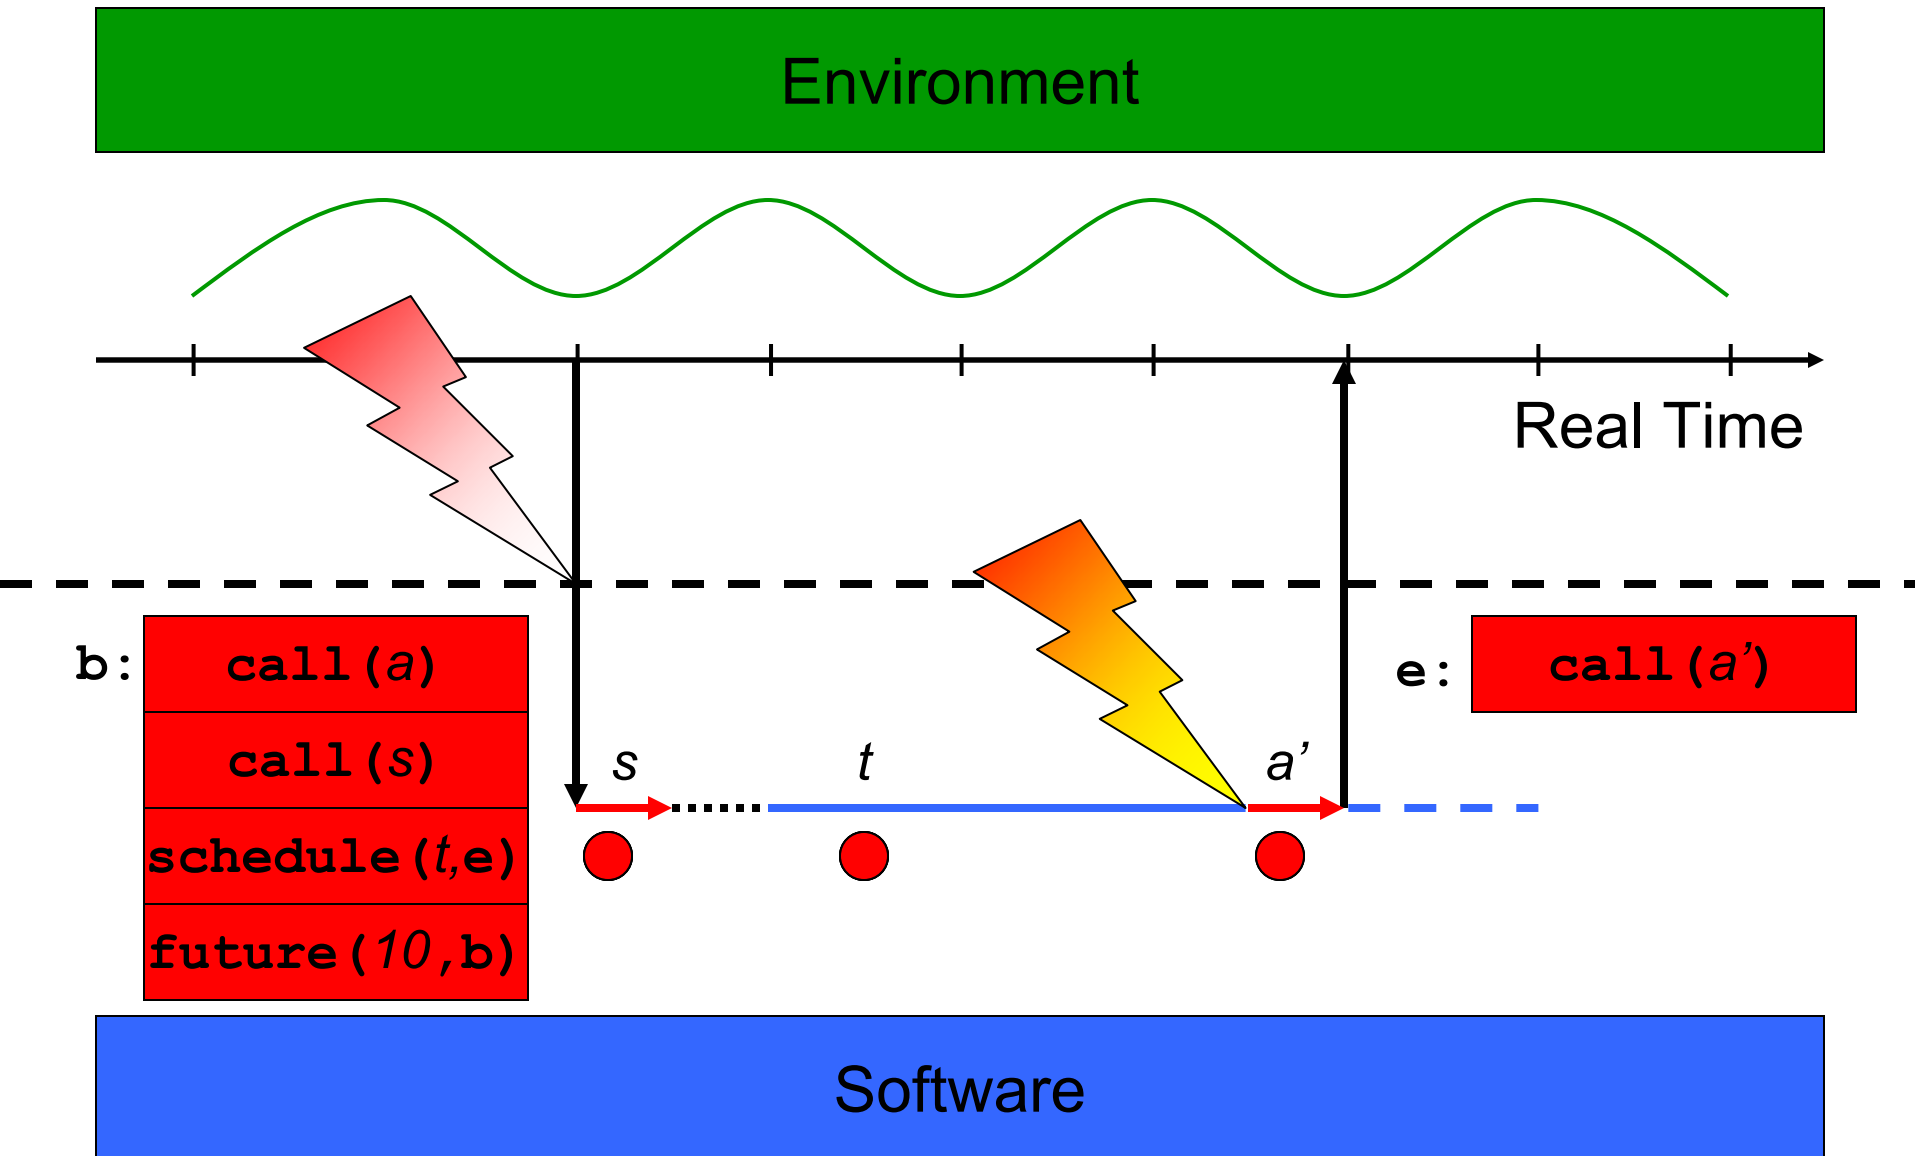 Environment
Real Time
b:
call(a)
call(s)
schedule(t,e)
future(10,b)
e:
call(a’)
s
t
a’
Software